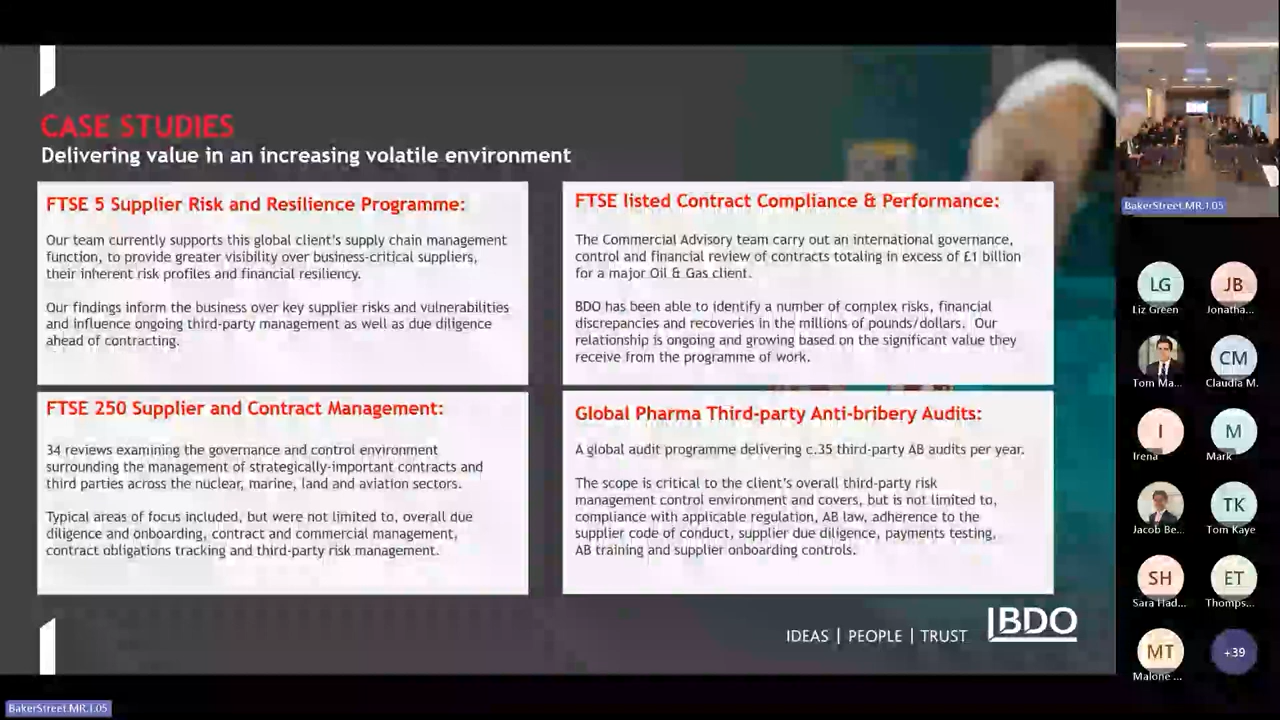 CASE STUDIES
Delivering value in an increasing volatile environment
FTSE 5 Supplier Risk and Resilience Programme:
Our team currently supports this global client's supply chain management
function, to provide greater visibility over business-critical suppliers,
their inherent risk profiles and financial resiliency.
Our findings inform the business over key supplier risks and vulnerabilities
and influence ongoing third-party management as well as due diligence
ahead of contracting.
FTSE listed Contract Compliance & Performance:
The Commercial Advisory team carry out an international governance,
control and financial review of contracts totaling in excess of £1 billion
for a major Oil & Gas client.
BDO has been able to identify a number of complex risks, financial
discrepancies and recoveries in the millions of pounds/dollars. Our
relationship is ongoing and growing based on the significant value they
receive from the programme of work.
FTSE 250 Supplier and Contract Management:
34 reviews examining the governance and control environment
surrounding the management of strategically-important contracts and
third parties across the nuclear, marine, land and aviation sectors.
Typical areas of focus included, but were not limited to, overall due
diligence and onboarding, contract and commercial management,
contract obligations tracking and third-party risk management.
Global Pharma Third-party Anti-bribery Audits:
A global audit programme delivering c.35 third-party AB audits per year.
The scope is critical to the client's overall third-party risk
management control environment and covers, but is not limited to,
compliance with applicable regulation, AB law, adherence to the
supplier code of conduct, supplier due diligence, payments testing,
AB training and supplier onboarding controls.
IDEAS | PEOPLE | TRUST
BDO
BakerStreet.MR.1.05
BakerStreet.MR.1.05
LG
Liz Green
JB
Jonatha...
Tom Ma...
CM
Claudia M.
I
Irena
M
Mark
Jacob Be...
TK
Tom Kaye
SH
Sara Had...
ET
Thomps...
MT
Malone ...
+39